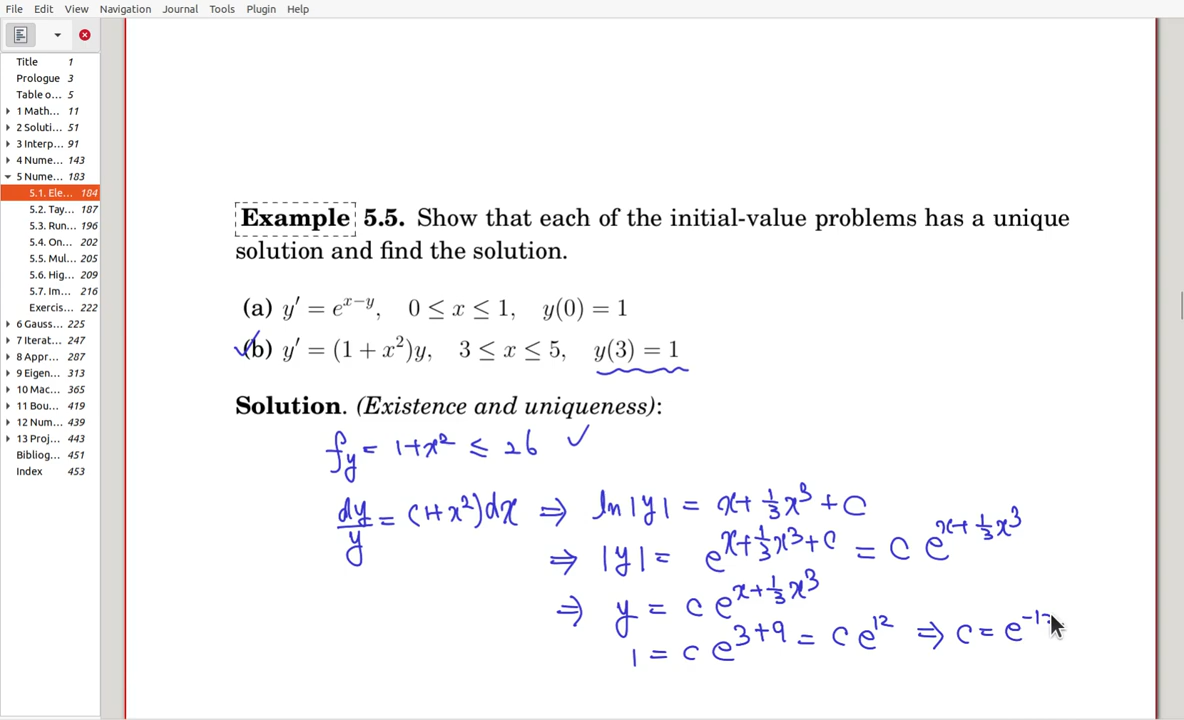 File Edit View Navigation Journal Tools Plugin Help
Title 1
Prologue 3
Table o... 5
1 Math... 11
2 Soluti... 51
3 Interp... 91
4 Nume... 143
5 Nume... 183
5.1. Ele... 184
5.2. Tay... 187
5.3. Run... 196
5.4. On... 202
5.5. Mul... 205
5.6. Hig... 209
5.7. Im... 216
Exercis... 222
6 Gauss... 225
7 Iterat... 247
8 Appr... 287
9 Eigen... 313
10 Mac... 365
11 Bou... 419
12 Num... 439
13 Proj... 443
Bibliog... 451
Index 453
Example 5.5. Show that each of the initial-value problems has a unique
solution and find the solution.
(a) y′ = e^{x−y}, 0 ≤ x ≤ 1, y(0) = 1
(b) y′ = (1 + x²)y, 3 ≤ x ≤ 5, y(3) = 1
Solution. (Existence and uniqueness):
f_y = 1+x² ≤ 26 ✓
dy/y = (1+x²)dx ⇒ ln|y| = x+⅓x³+C
⇒ |y| = e^{x+⅓x³+C} = C e^{x+⅓x³}
⇒ y = C e^{x+⅓x³}
1 = C e^{3+9} = C e^{12} ⇒ C = e^{-1